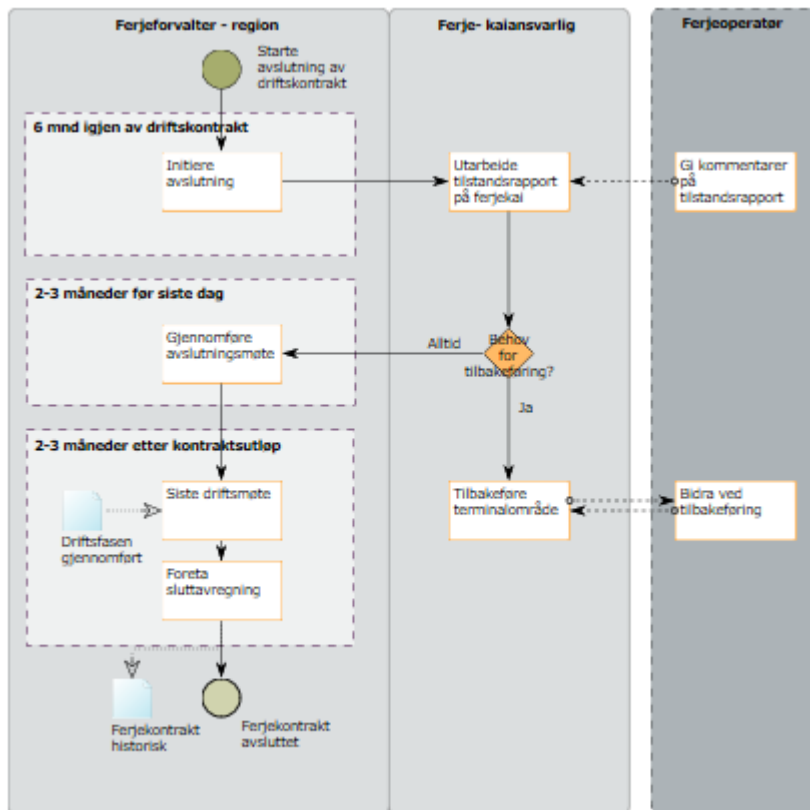 Ferjeforvalter - region
Ferje- kaiansvarlig
Ferjeoperatør
Starte
avslutning av
driftskontrakt
6 mnd igjen av driftskontrakt
Initiere
avslutning
Utarbeide
tilstandsrapport
på ferjekai
Gi kommentarer
på
tilstandsrapport
2-3 måneder før siste dag
Gjennomføre
avslutningsmøte
Alltid
Behov
for
tilbakeføring?
Ja
2-3 måneder etter kontraktsutløp
Siste driftsmøte
Driftsfasen
gjennomført
Tilbakeføre
terminalområde
Bidra ved
tilbakeføring
Foreta
sluttavregning
Ferjekontrakt
historisk
Ferjekontrakt
avsluttet